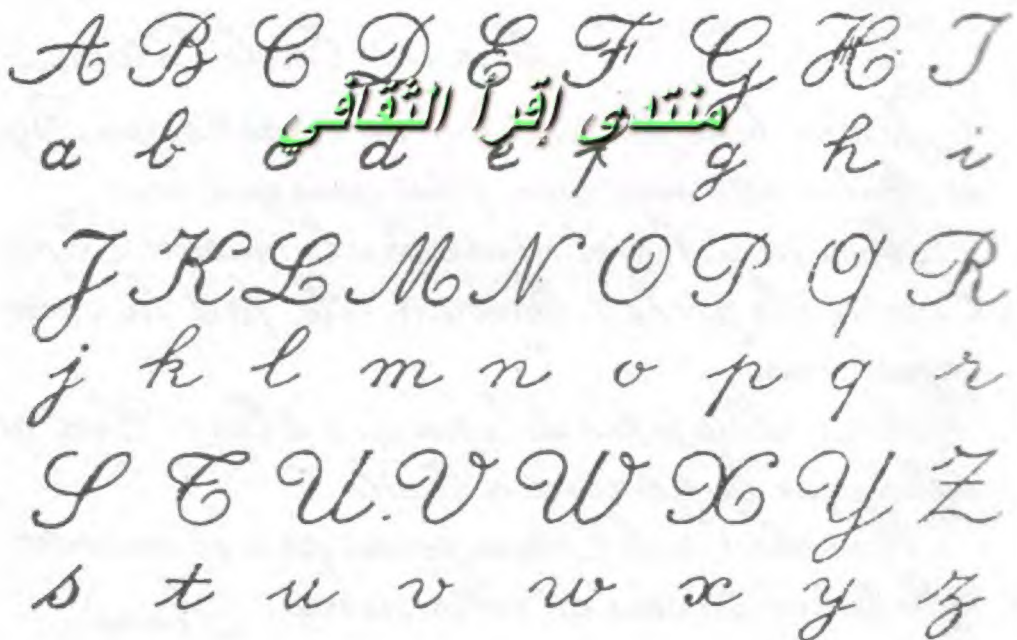 A B C D E F G H I
منتدى إقرأ الثقافي
a b c d e f g h i
J K L M N O P Q R
j k l m n o p q r
S T U V W X Y Z
s t u v w x y z